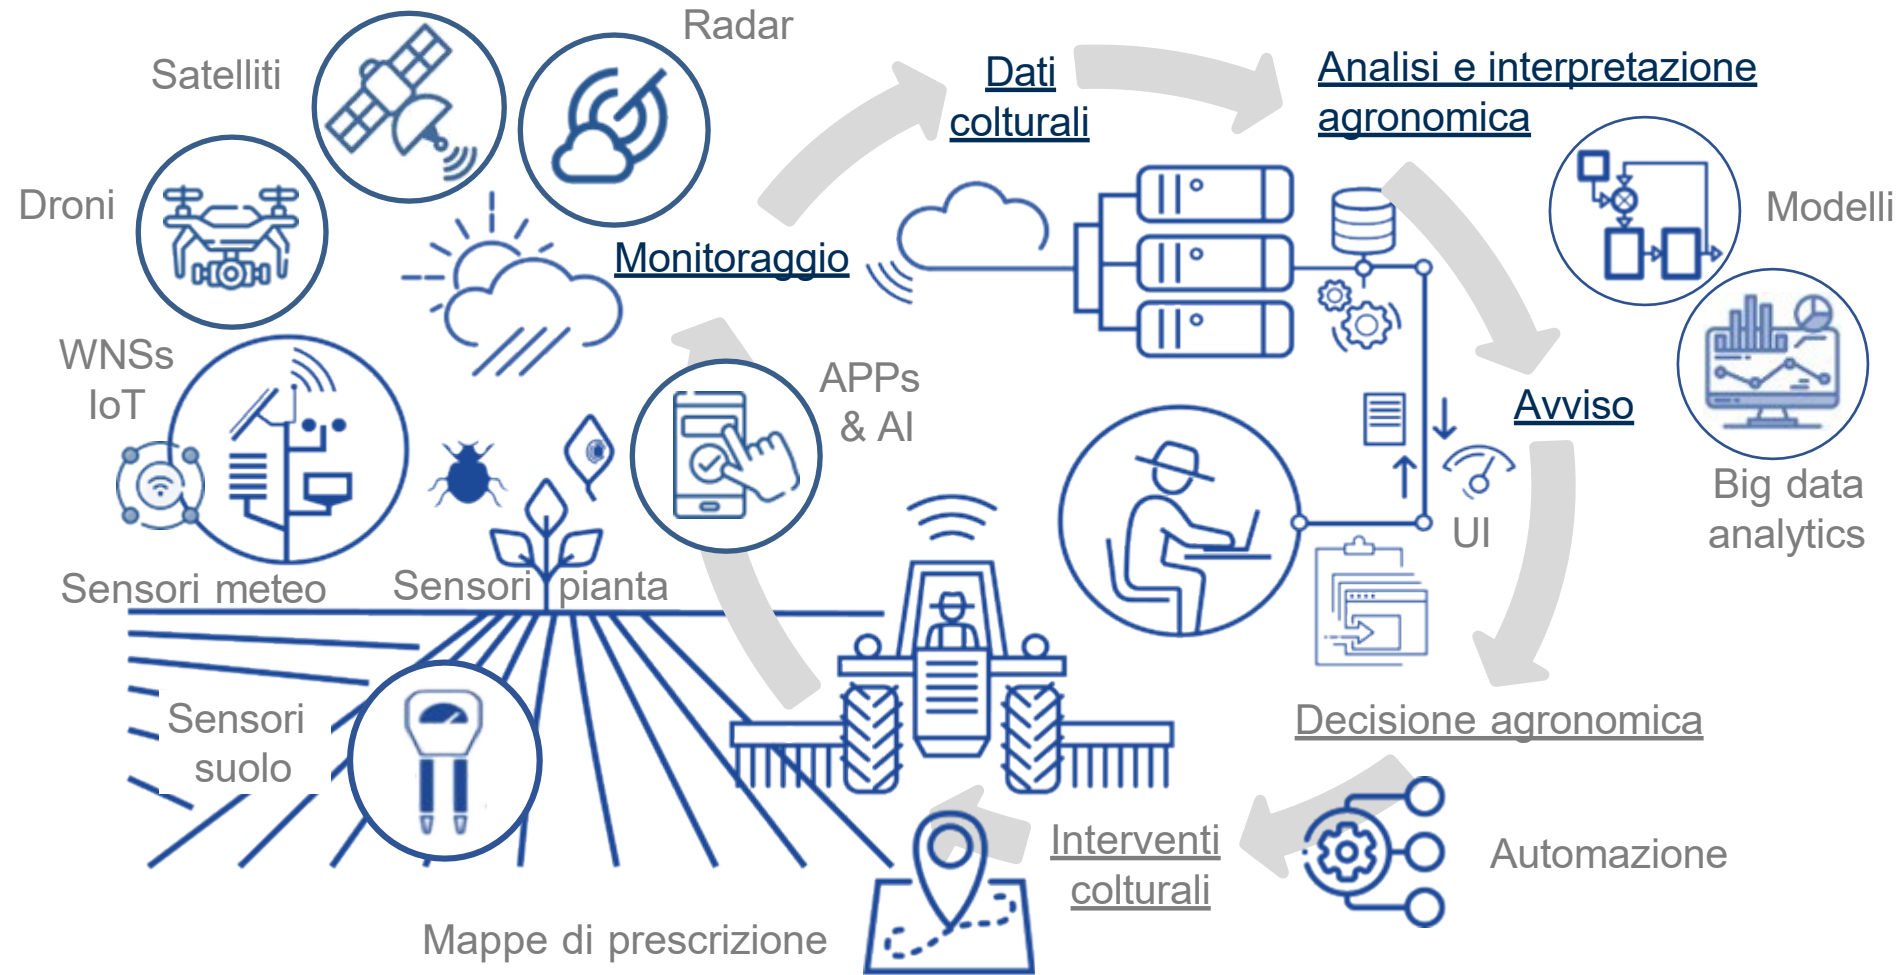 Radar
Satelliti
Droni
WNSs
IoT
Sensori meteo
Sensori pianta
Sensori
suolo
Monitoraggio
APPs
& AI
Dati
colturali
Analisi e interpretazione
agronomica
Modelli
Big data
analytics
Avviso
UI
Decisione agronomica
Automazione
Interventi
colturali
Mappe di prescrizione